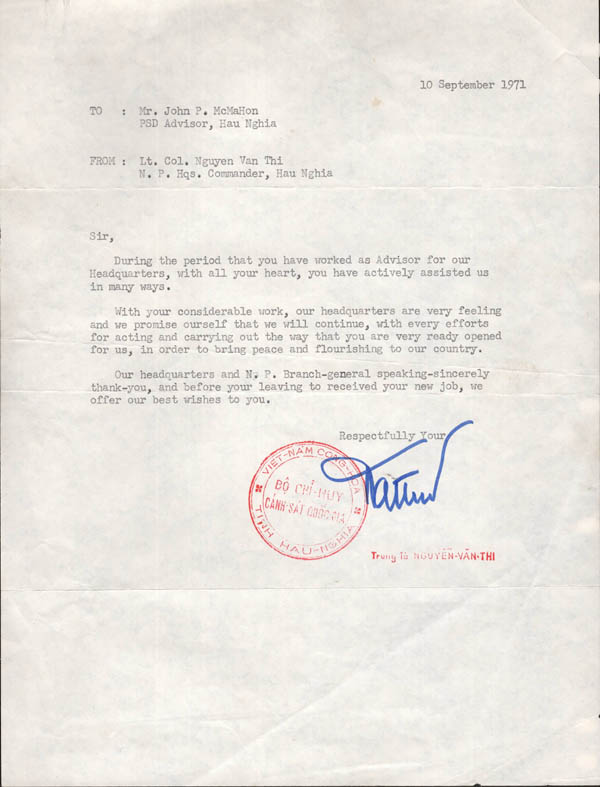 10 September 1971
TO : Mr. John P. McMaHon
PSD Advisor, Hau Nghia
FROM : Lt. Col. Nguyen Van Thi
N. P. Hqs. Commander, Hau Nghia
Sir,
During the period that you have worked as Advisor for our
Headquarters, with all your heart, you have actively assisted us
in many ways.
With your considerable work, our headquarters are very feeling
and we promise ourself that we will continue, with every efforts
for acting and carrying out the way that you are very ready opened
for us, in order to bring peace and flourishing to our country.
Our headquarters and N. P. Branch-general speaking-sincerely
thank-you, and before your leaving to received your new job, we
offer our best wishes to you.
Respectfully Your
VIỆT-NAM CỘNG-HÒA
BỘ CHỈ-HUY
CẢNH-SÁT QUỐC-GIA
TỈNH HẬU-NGHĨA
Trung tá NGUYỄN-VĂN-THI